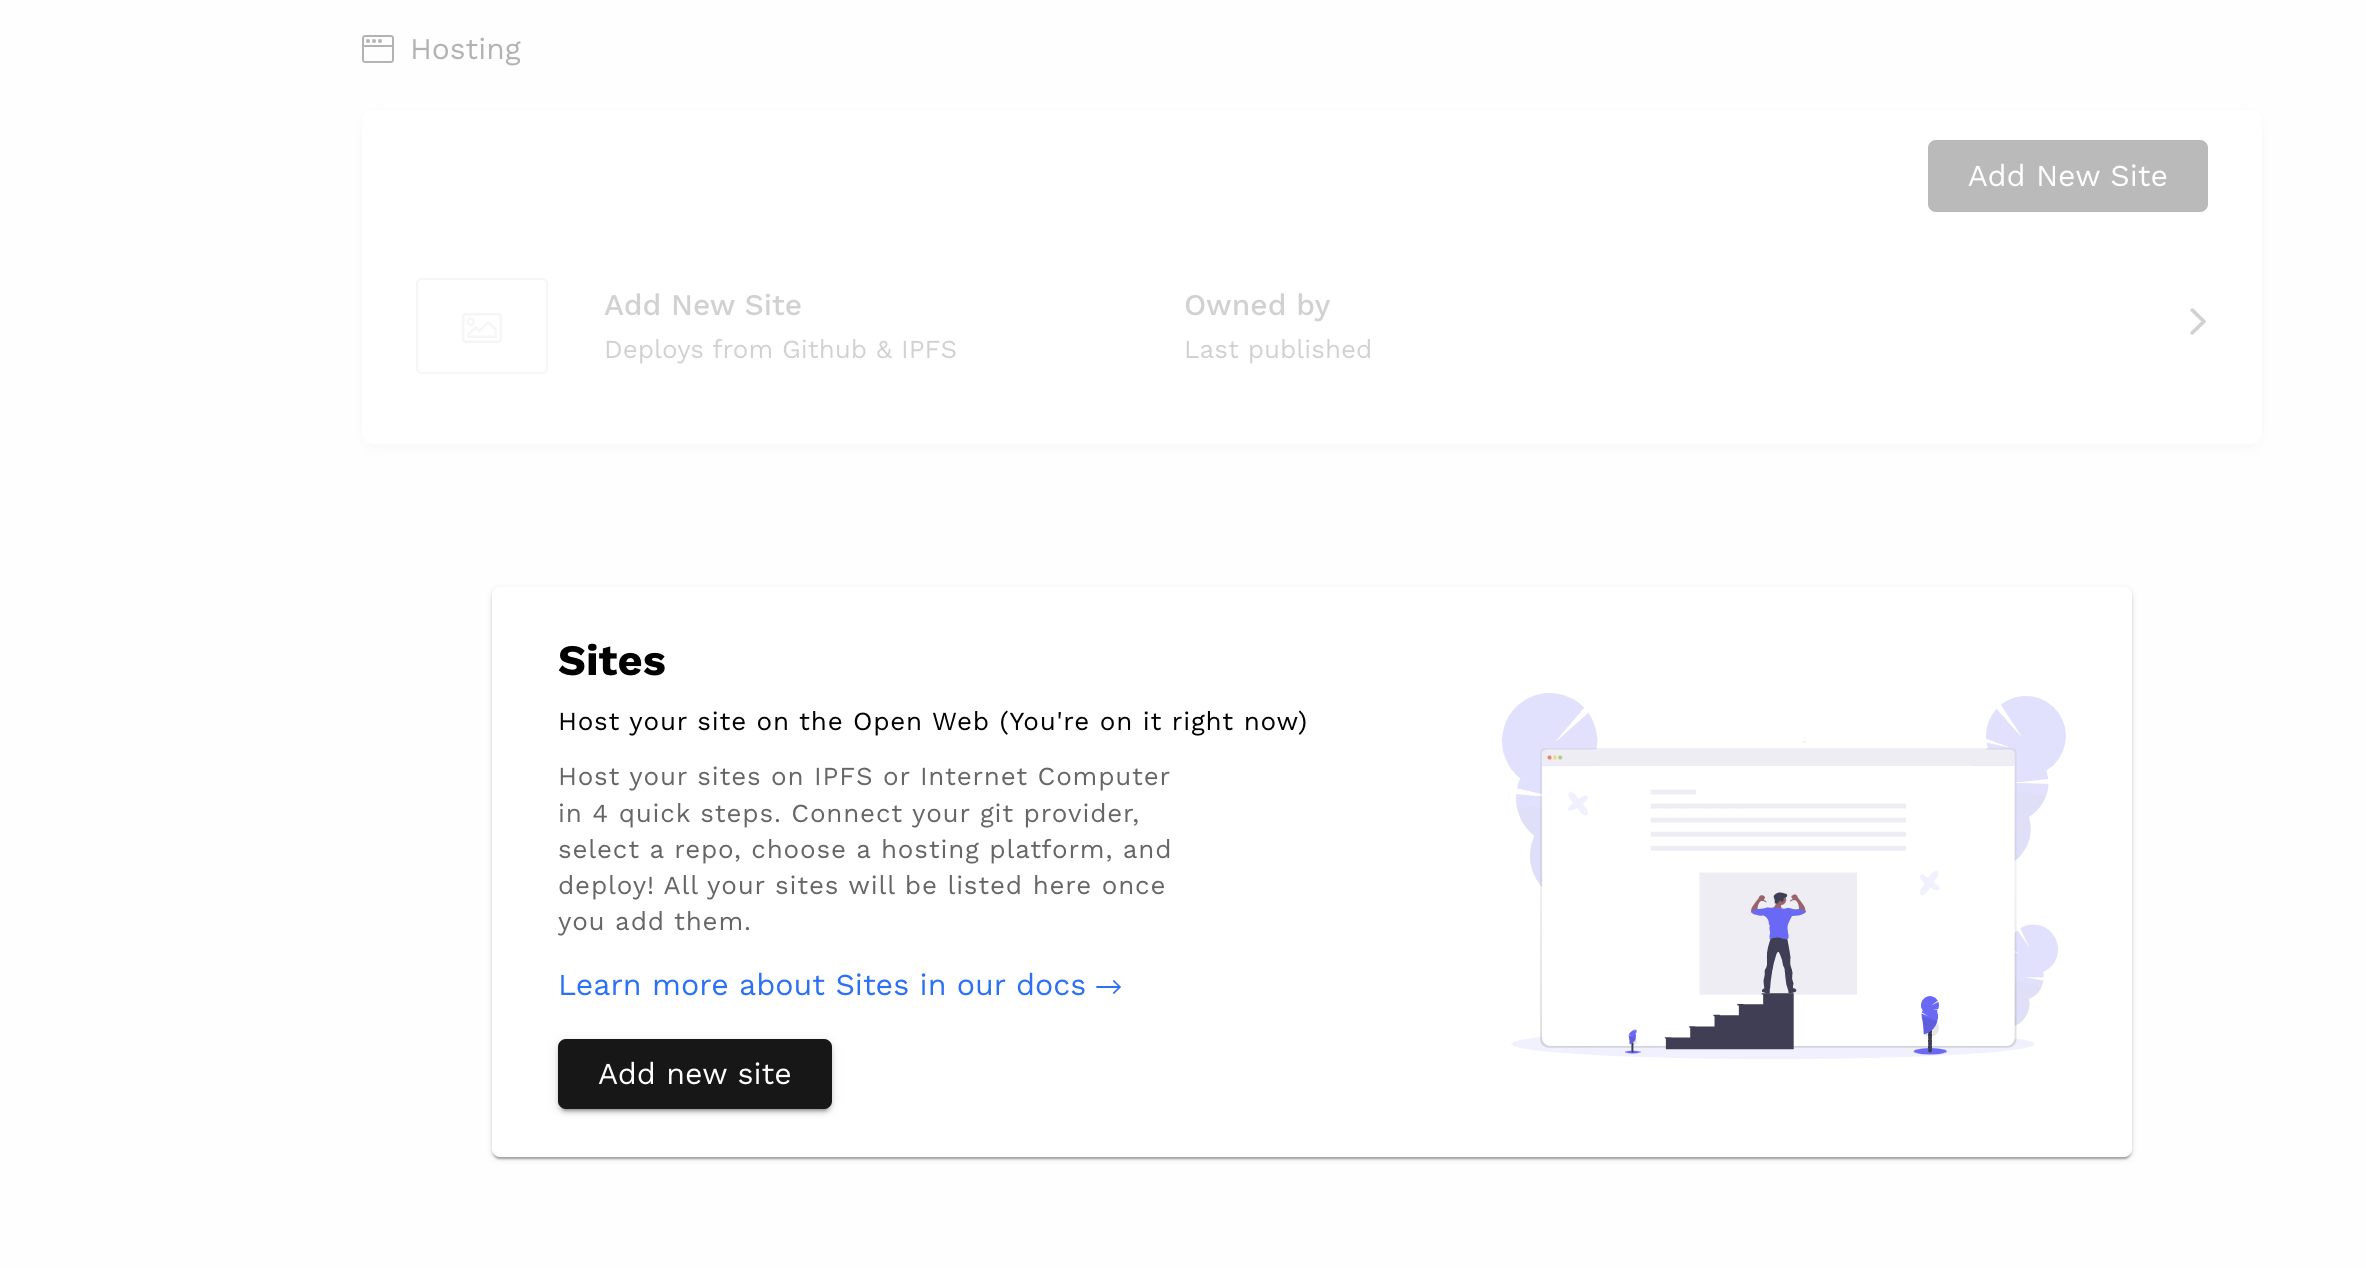 Hosting
Add New Site
Add New Site
Owned by
Deploys from Github & IPFS
Last published
Sites
Host your site on the Open Web (You're on it right now)
Host your sites on IPFS or Internet Computer
in 4 quick steps. Connect your git provider,
select a repo, choose a hosting platform, and
deploy! All your sites will be listed here once
you add them.
Learn more about Sites in our docs →
Add new site